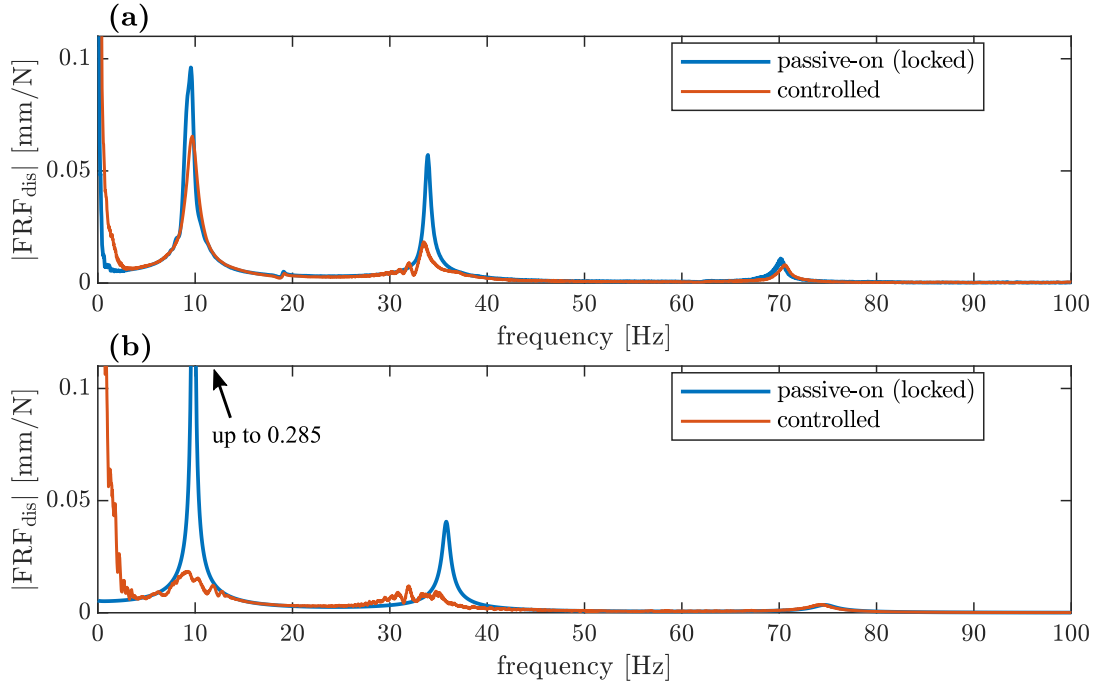 (a)
|FRF_dis| [mm/N]
0.1
0.05
0
passive-on (locked)
controlled
0 10 20 30 40 50 60 70 80 90 100
frequency [Hz]
(b)
|FRF_dis| [mm/N]
0.1
0.05
0
passive-on (locked)
controlled
up to 0.285
0 10 20 30 40 50 60 70 80 90 100
frequency [Hz]